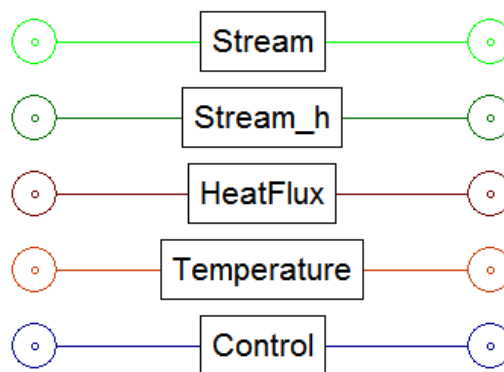 Stream
Stream_h
HeatFlux
Temperature
Control